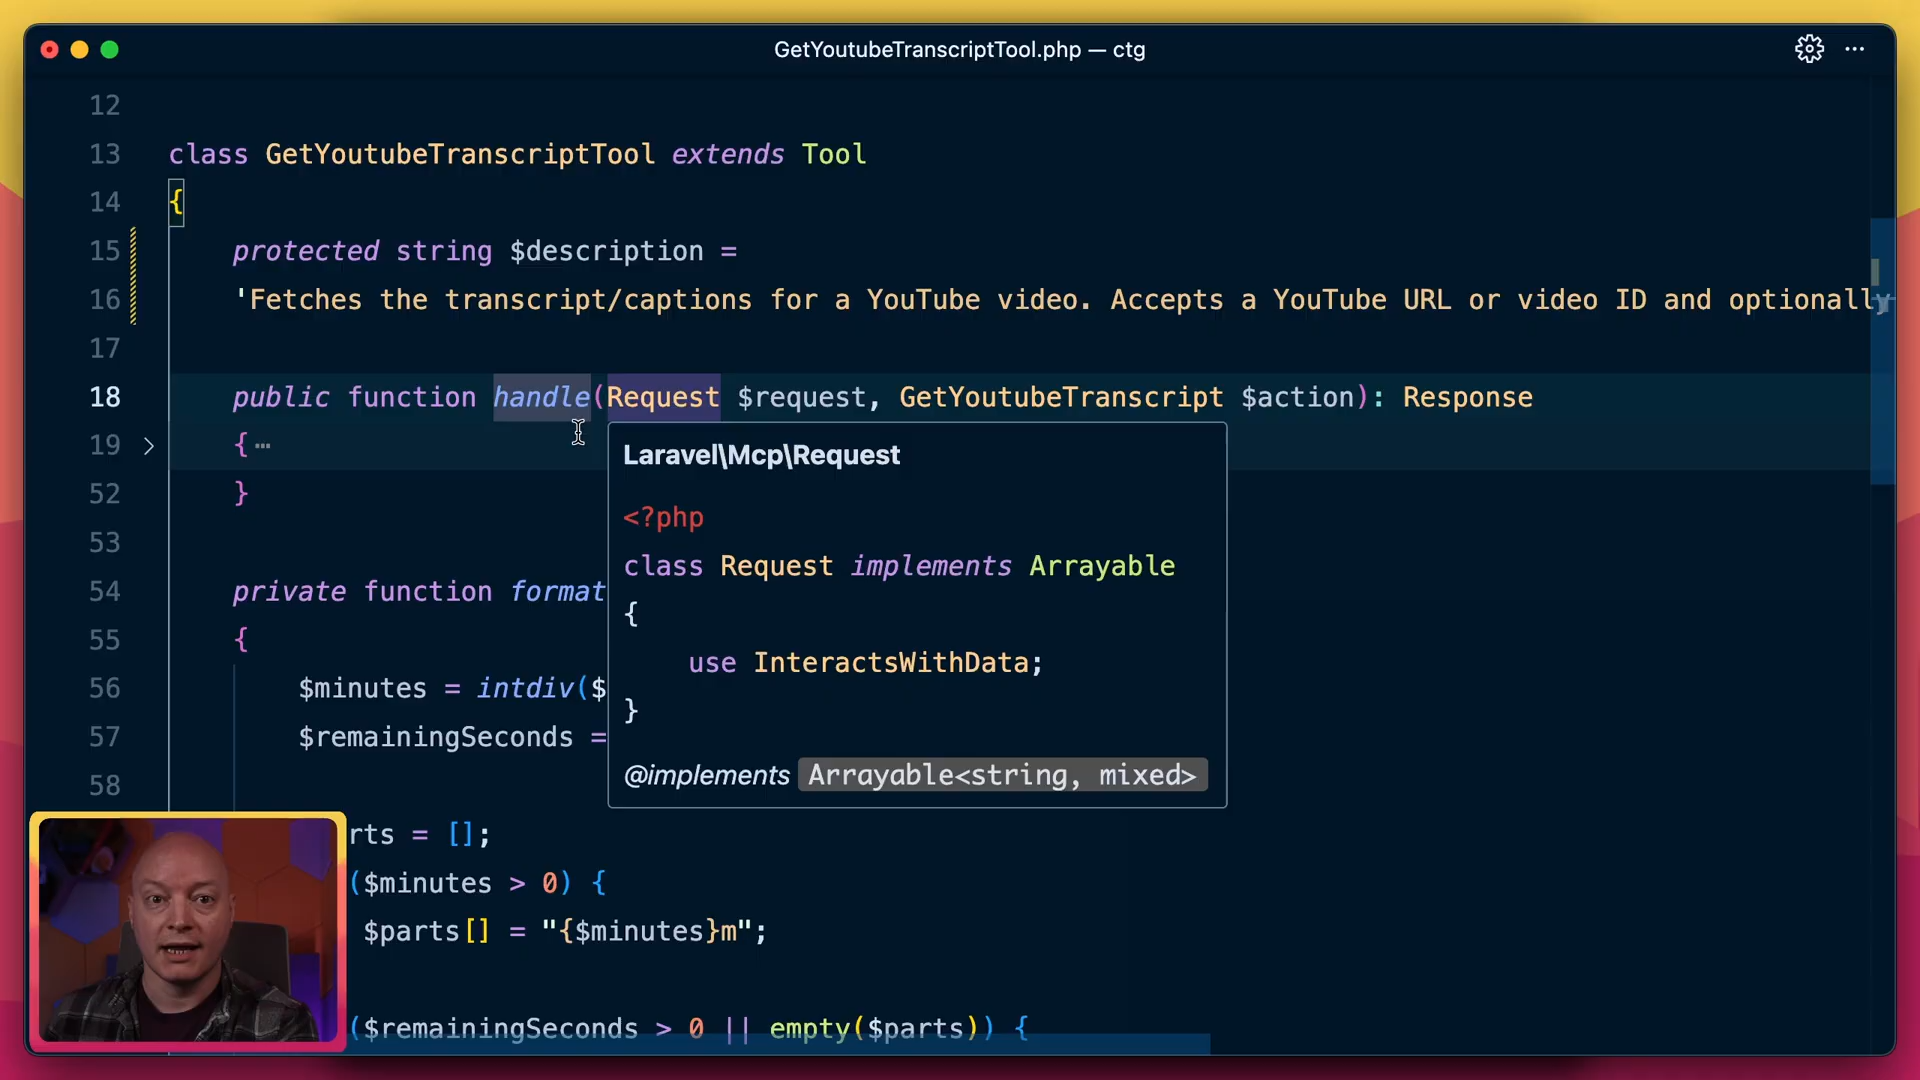 GetYoutubeTranscriptTool.php — ctg
12
13 class GetYoutubeTranscriptTool extends Tool
14 {
15 protected string $description =
16 'Fetches the transcript/captions for a YouTube video. Accepts a YouTube URL or video ID and optionally
17
18 public function handle(Request $request, GetYoutubeTranscript $action): Response
19 { ⋯
52 }
53
54 private function format
55 {
56 $minutes = intdiv($
57 $remainingSeconds =
58
Laravel\Mcp\Request
<?php
class Request implements Arrayable
{
use InteractsWithData;
}
@implements Arrayable<string, mixed>
rts = [];
($minutes > 0) {
$parts[] = "{$minutes}m";
($remainingSeconds > 0 || empty($parts)) {